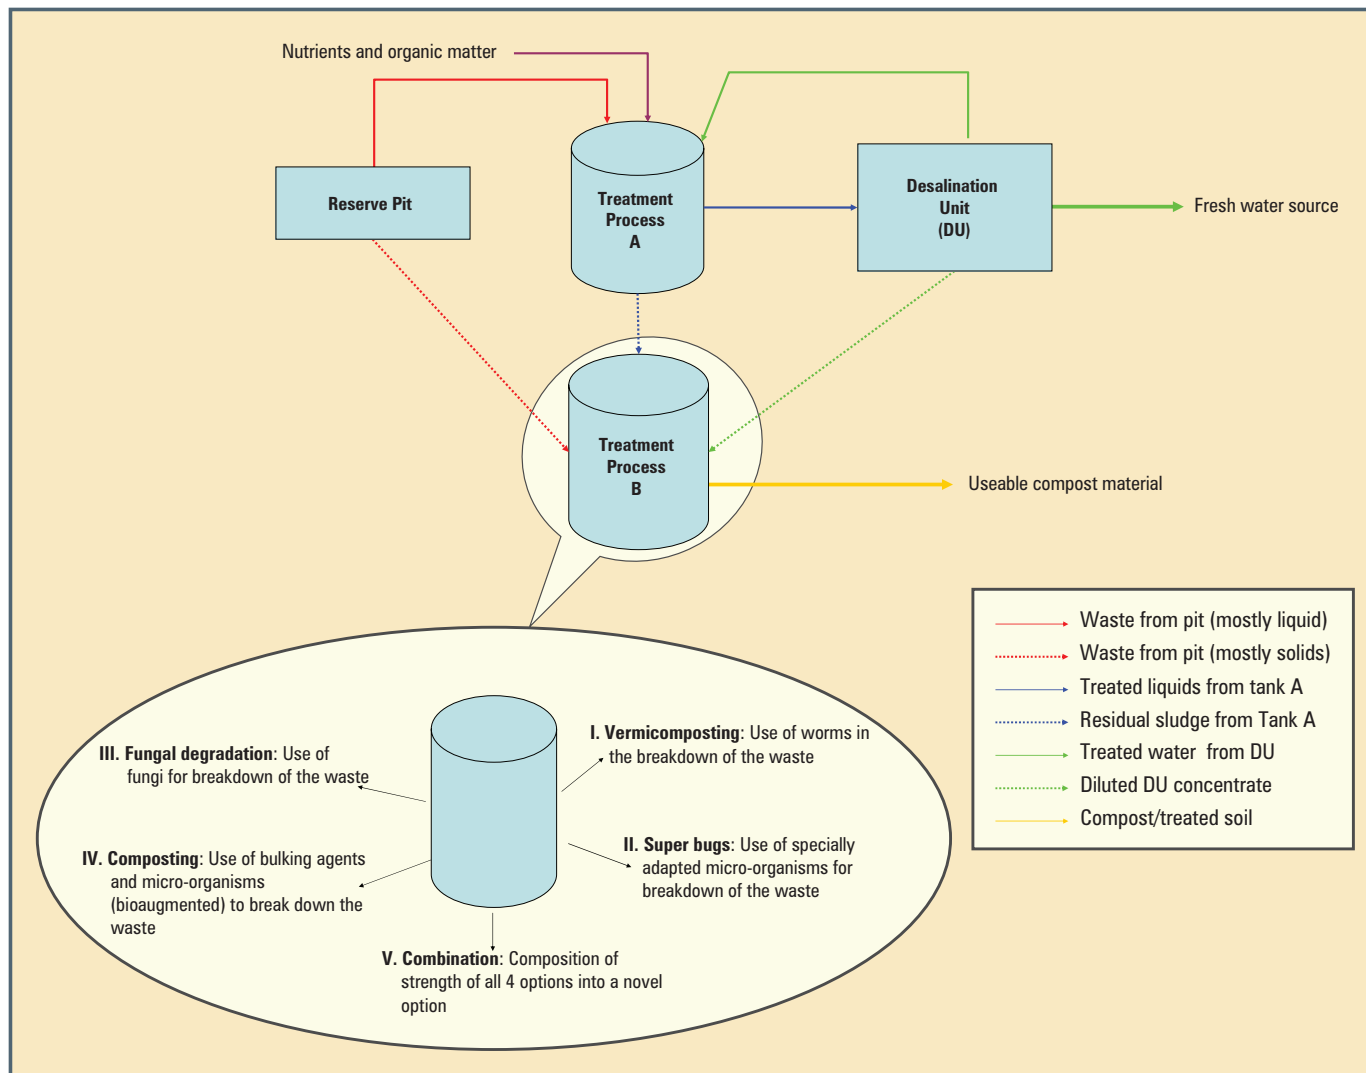 Nutrients and organic matter
Reserve Pit
Treatment
Process
A
Desalination
Unit
(DU)
Fresh water source
Treatment
Process
B
Useable compost material
Waste from pit (mostly liquid)
Waste from pit (mostly solids)
Treated liquids from tank A
Residual sludge from Tank A
Treated water from DU
Diluted DU concentrate
Compost/treated soil
I. Vermicomposting: Use of worms in
the breakdown of the waste
II. Super bugs: Use of specially
adapted micro-organisms for
breakdown of the waste
III. Fungal degradation: Use of
fungi for breakdown of the waste
IV. Composting: Use of bulking agents
and micro-organisms
(bioaugmented) to break down the
waste
V. Combination: Composition of
strength of all 4 options into a novel
option